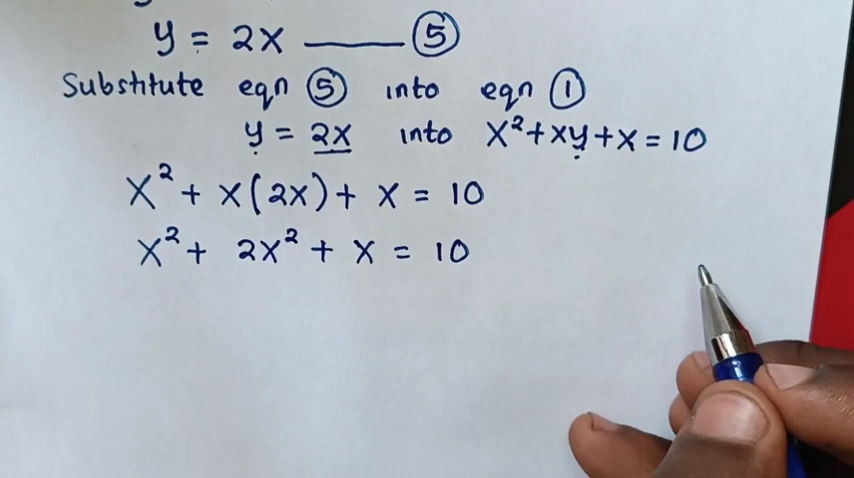 y = 2x —— ⑤
Substitute eqn ⑤ into eqn ①
y = 2x into x²+xy+x=10
x² + x(2x) + x = 10
x² + 2x² + x = 10